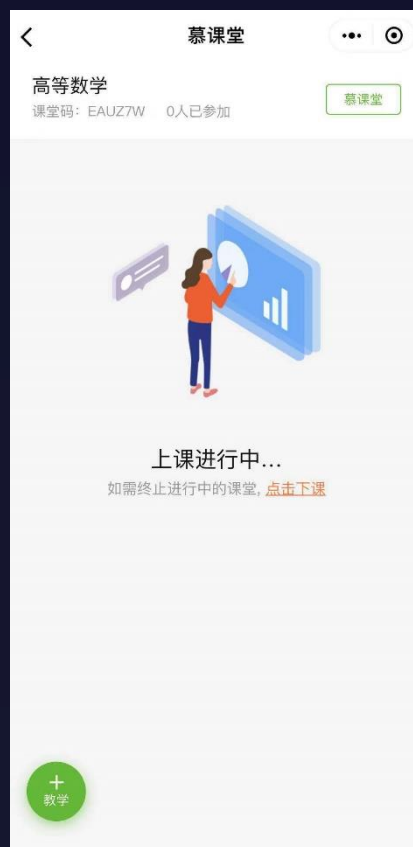 慕课堂
高等数学
课堂码：EAUZ7W 0人已参加
慕课堂
上课进行中...
如需终止进行中的课堂, 点击下课
教学